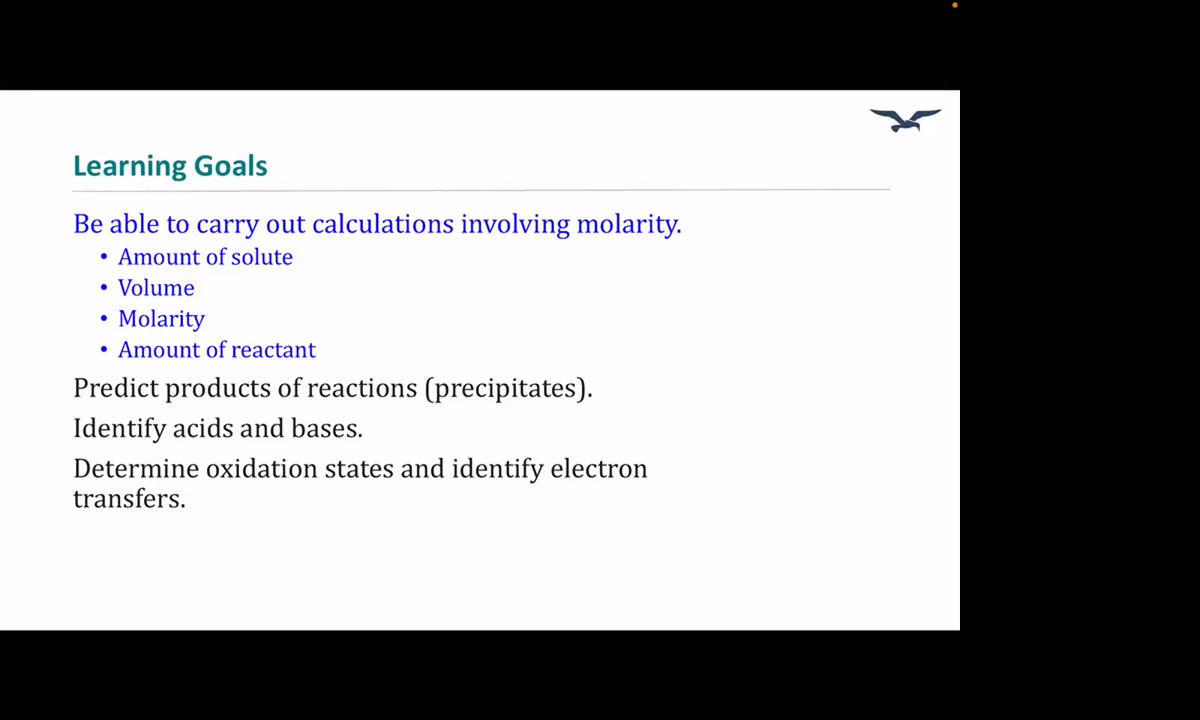 Learning Goals
Be able to carry out calculations involving molarity.
• Amount of solute
• Volume
• Molarity
• Amount of reactant
Predict products of reactions (precipitates).
Identify acids and bases.
Determine oxidation states and identify electron
transfers.